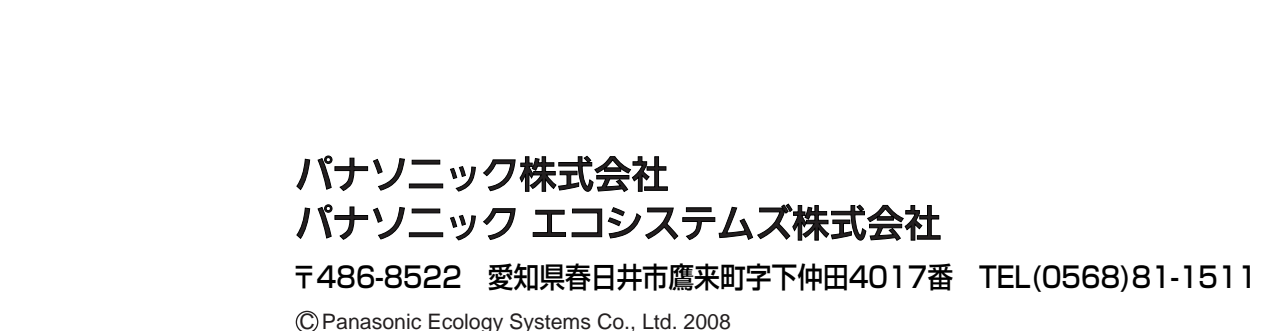 パナソニック株式会社
パナソニック エコシステムズ株式会社
〒486-8522　愛知県春日井市鷹来町字下仲田4017番　TEL(0568)81-1511
©Panasonic Ecology Systems Co., Ltd. 2008